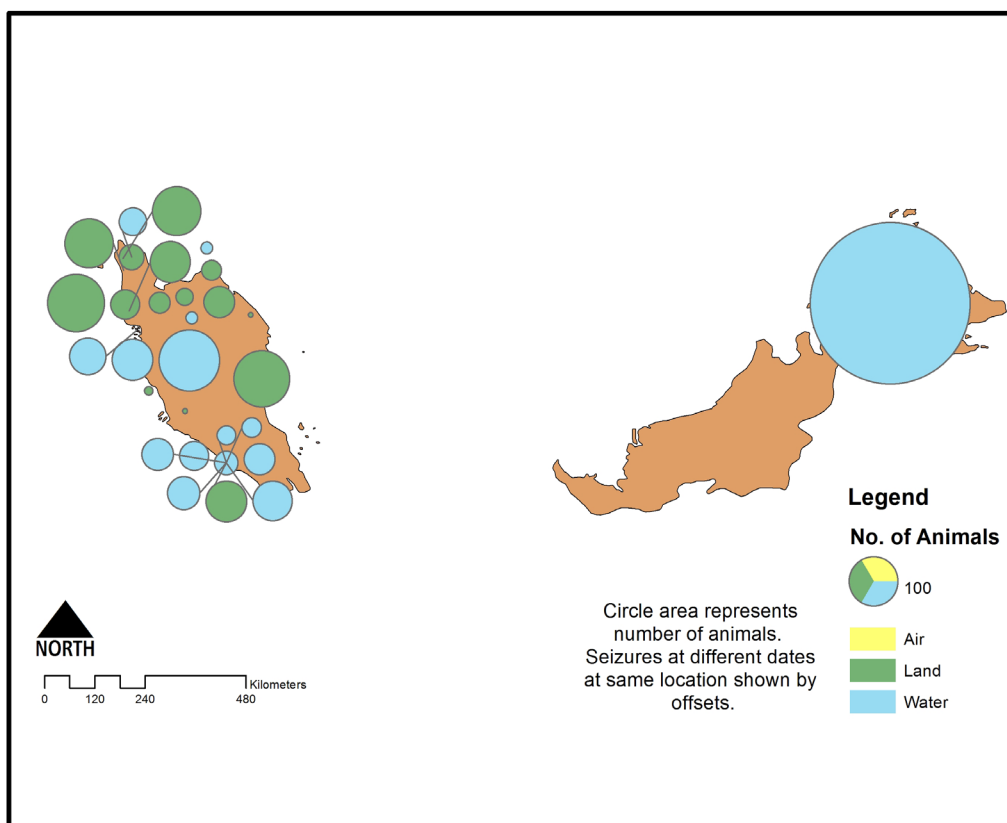 Legend
No. of Animals
100
Air
Land
Water
Circle area represents
number of animals.
Seizures at different dates
at same location shown by
offsets.
NORTH
Kilometers
0 120 240 480